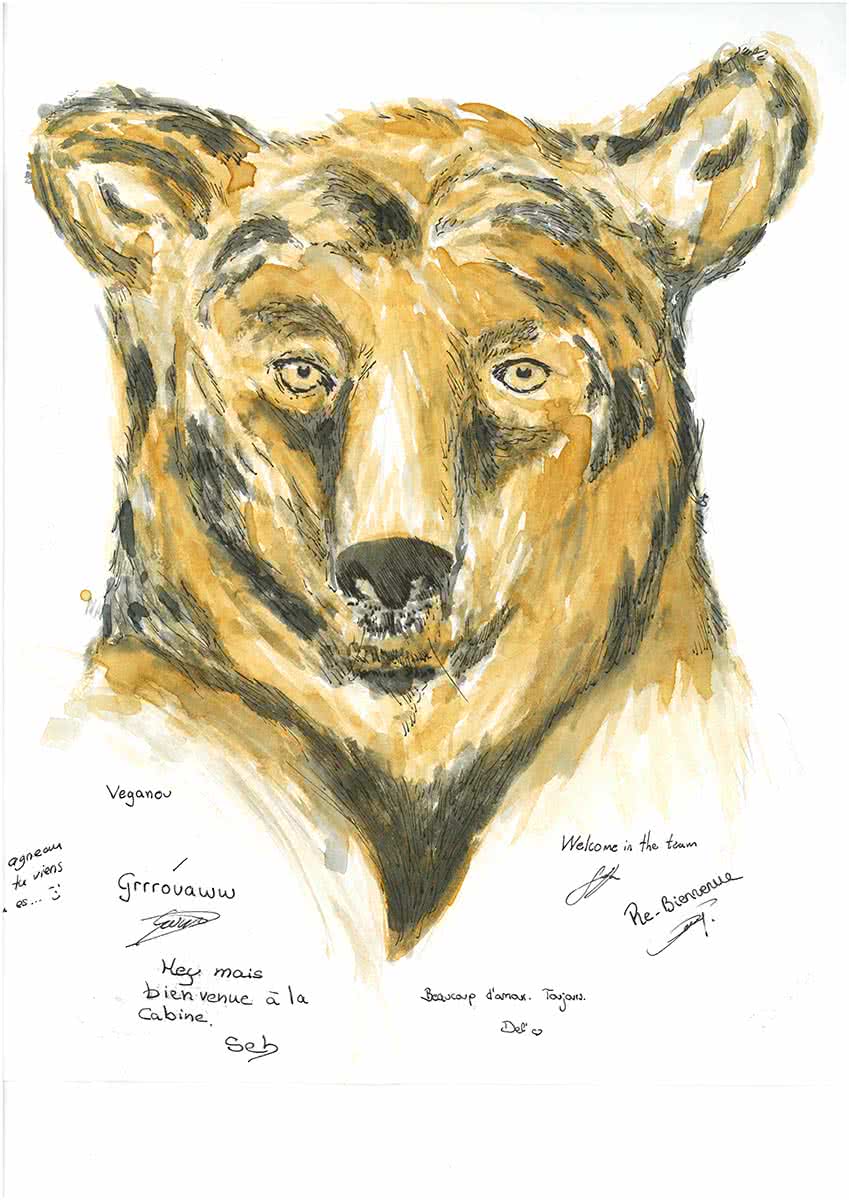 Veganou
agneau
tu viens
es... :)
Grrróuaww
Hey mais
bienvenue à la
Cabine.
Seb
Welcome in the team
Re-Bienvenue
Beaucoup d'amour. Toujours.
Del' ♡